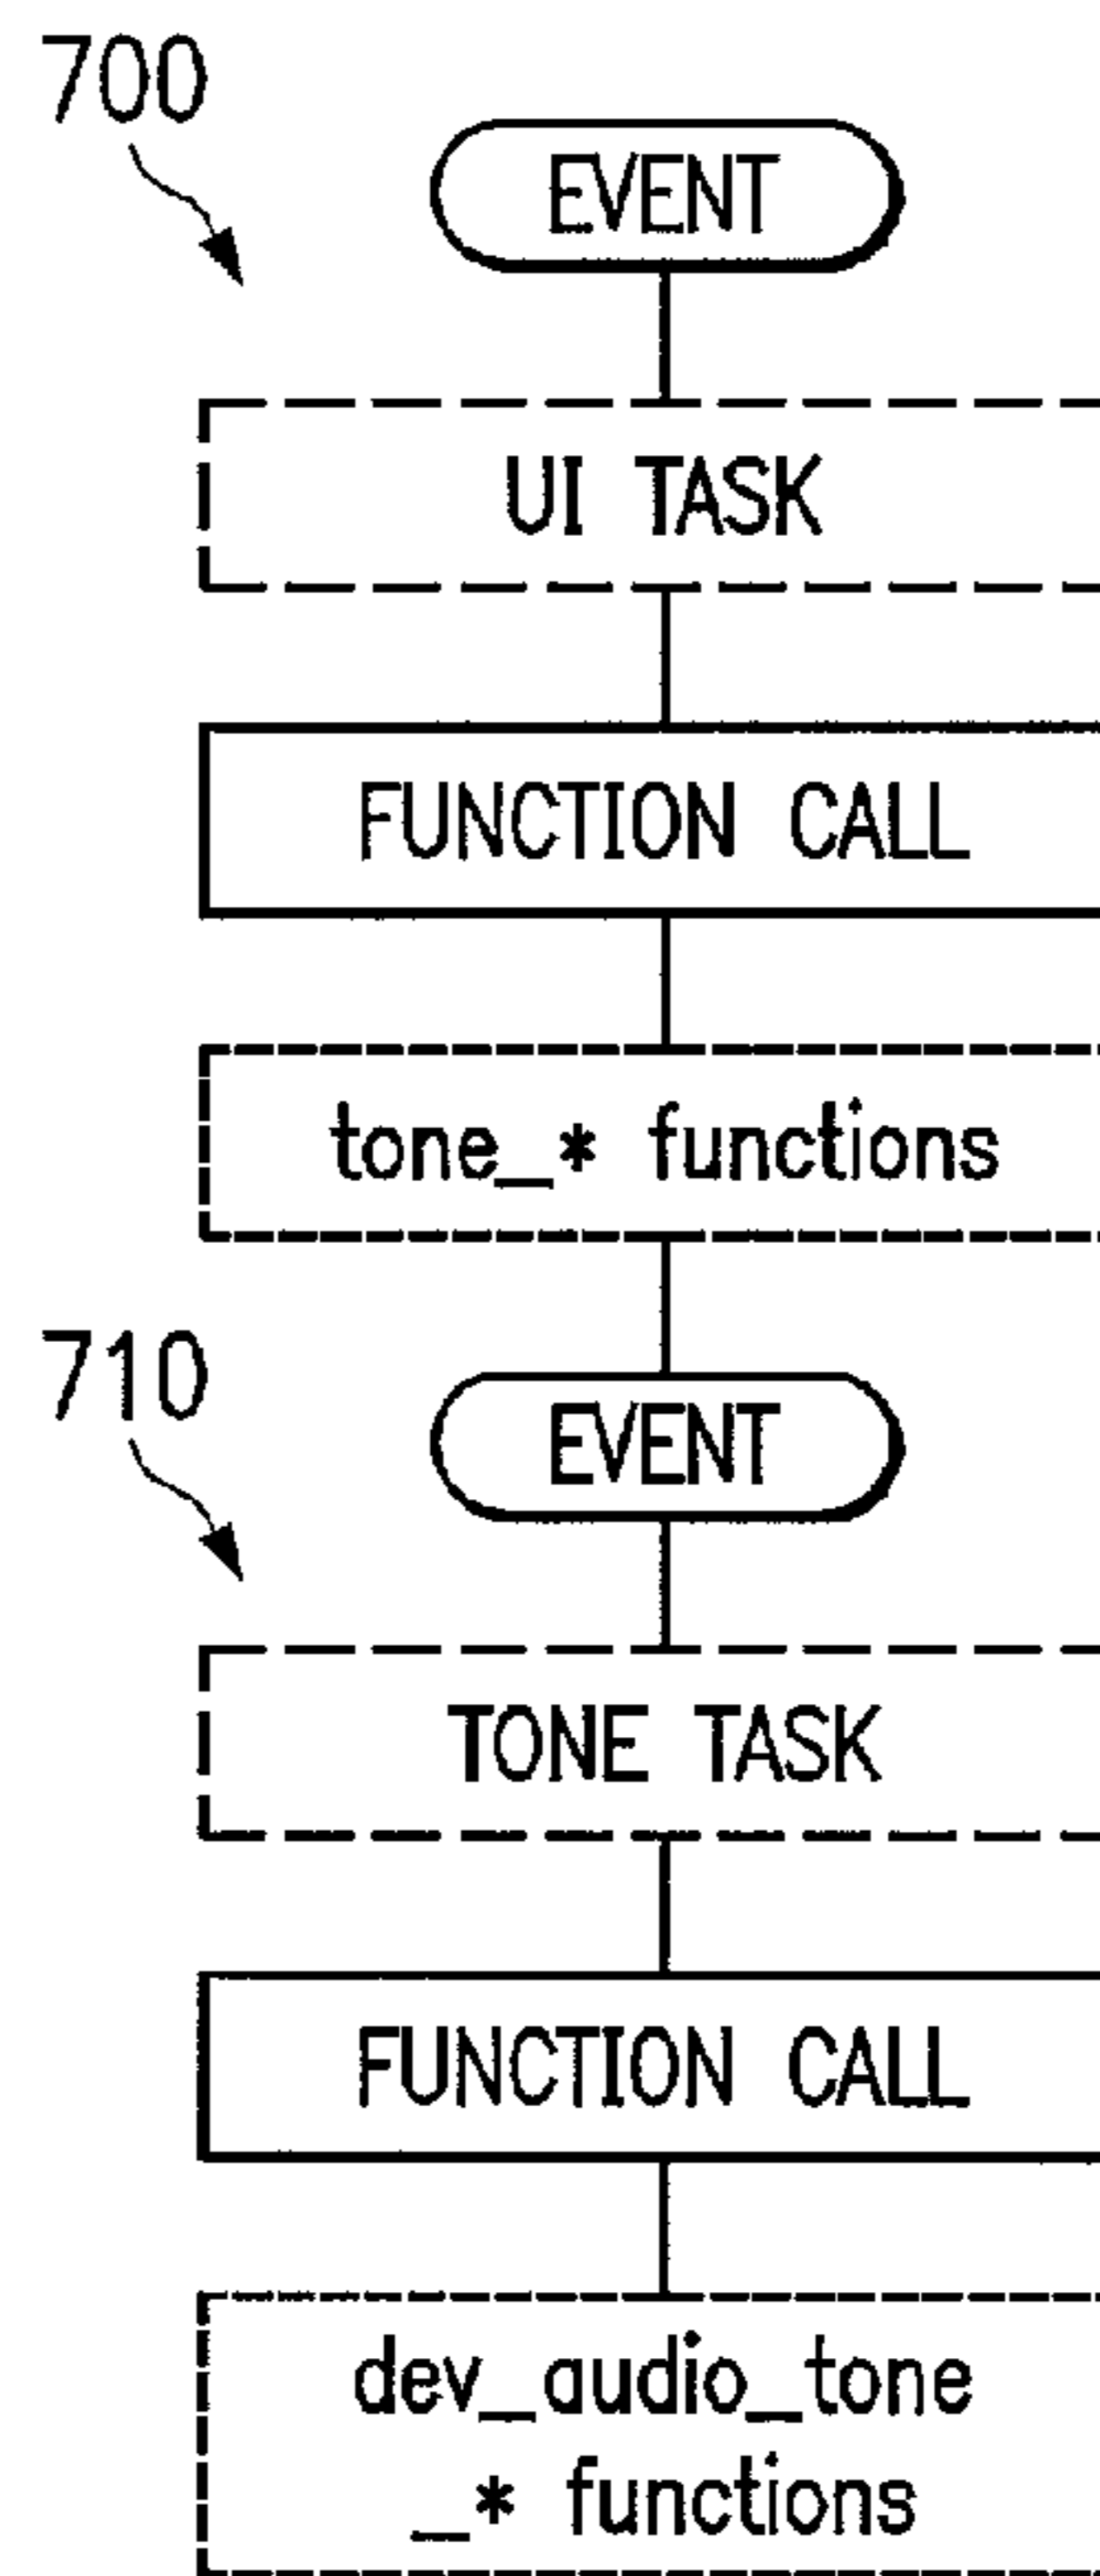 700
EVENT
UI TASK
FUNCTION CALL
tone_* functions
710
EVENT
TONE TASK
FUNCTION CALL
dev_audio_tone
_* functions